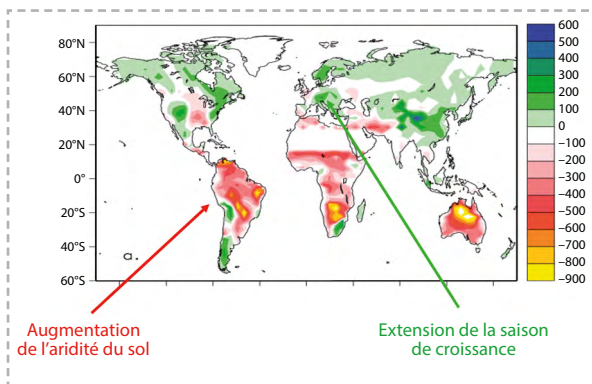 80°N
60°N
40°N
20°N
0°
20°S
40°S
60°S
a.
600
500
400
300
200
100
0
−100
−200
−300
−400
−500
−600
−700
−800
−900
Augmentation
de l’aridité du sol
Extension de la saison
de croissance